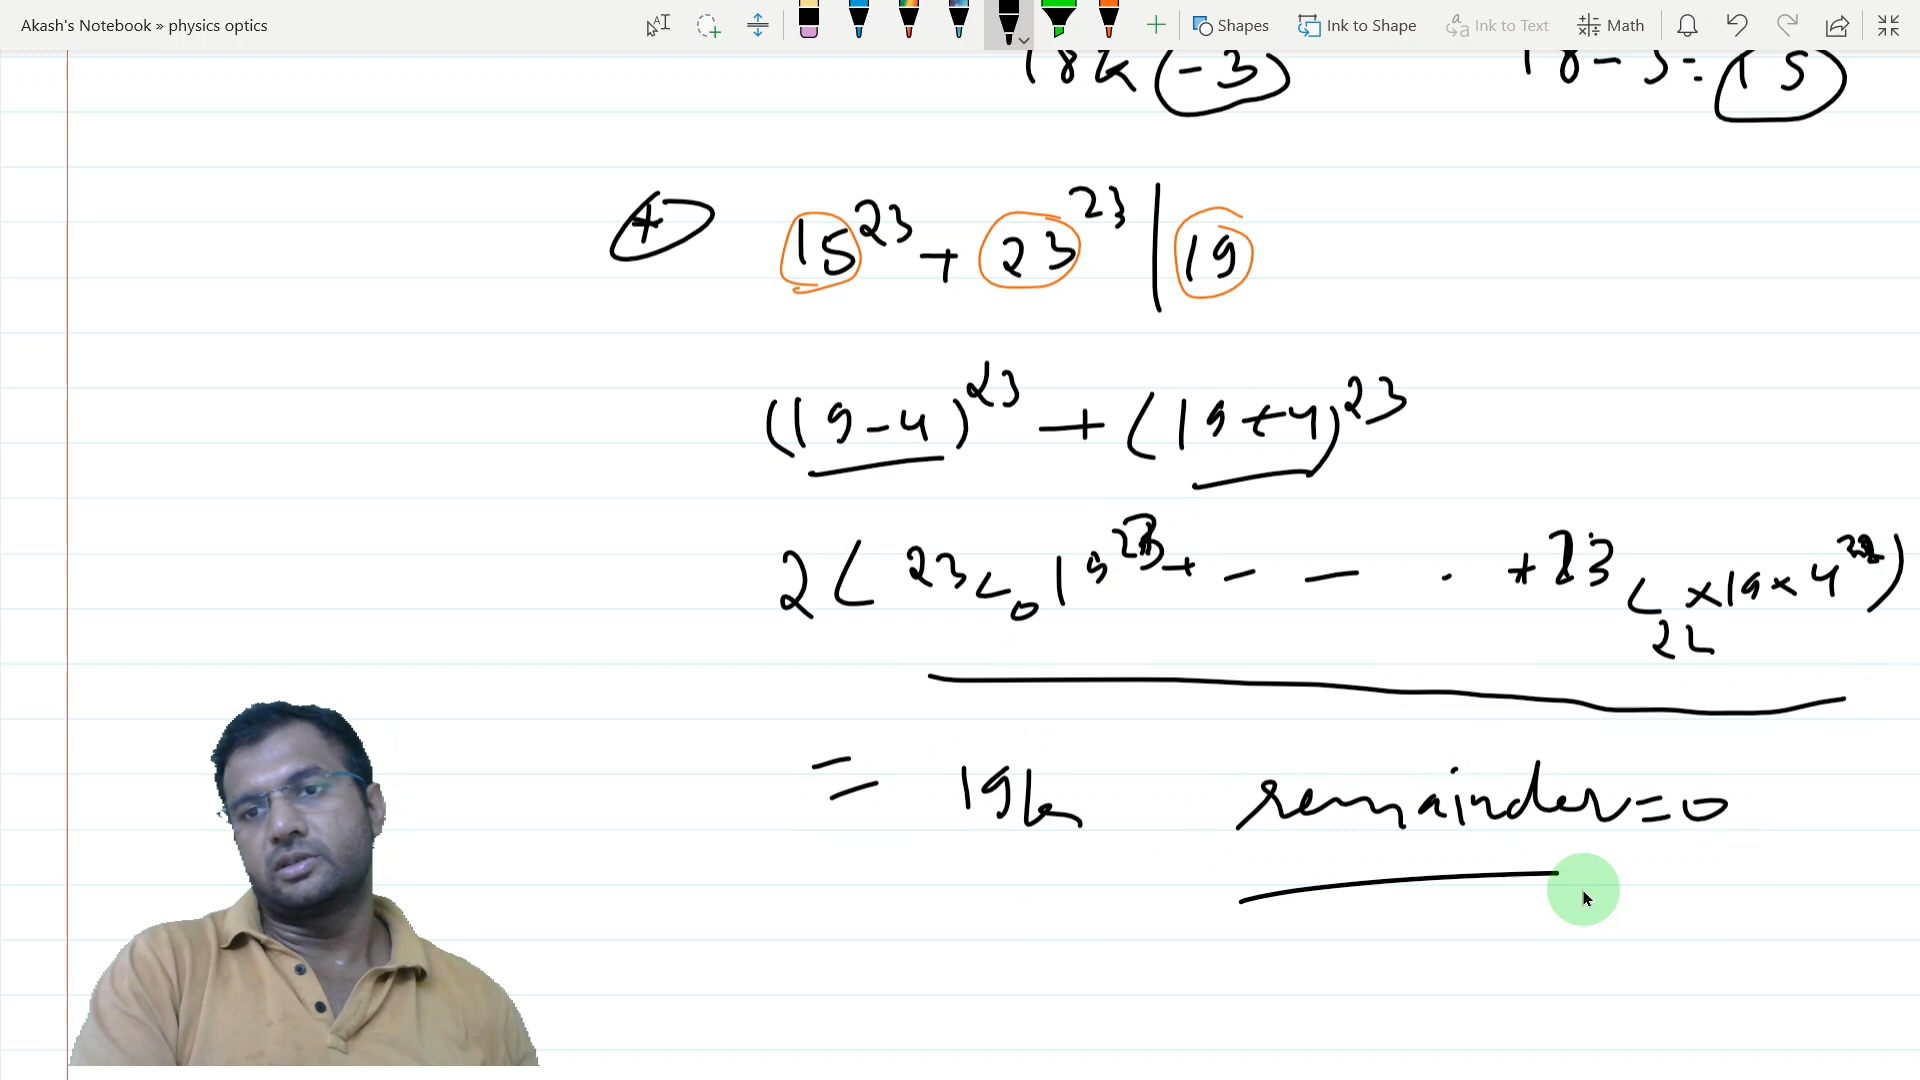 Akash's Notebook » physics optics
Shapes Ink to Shape Ink to Text Math
18k (-3) 18-3=15
* 15^23 + 23^23 | 19
(19-4)^23 + (19+4)^23
2 ( 23C0 19^23 + - - . + 23C22 ×19×4^22 )
= 19k remainder=0